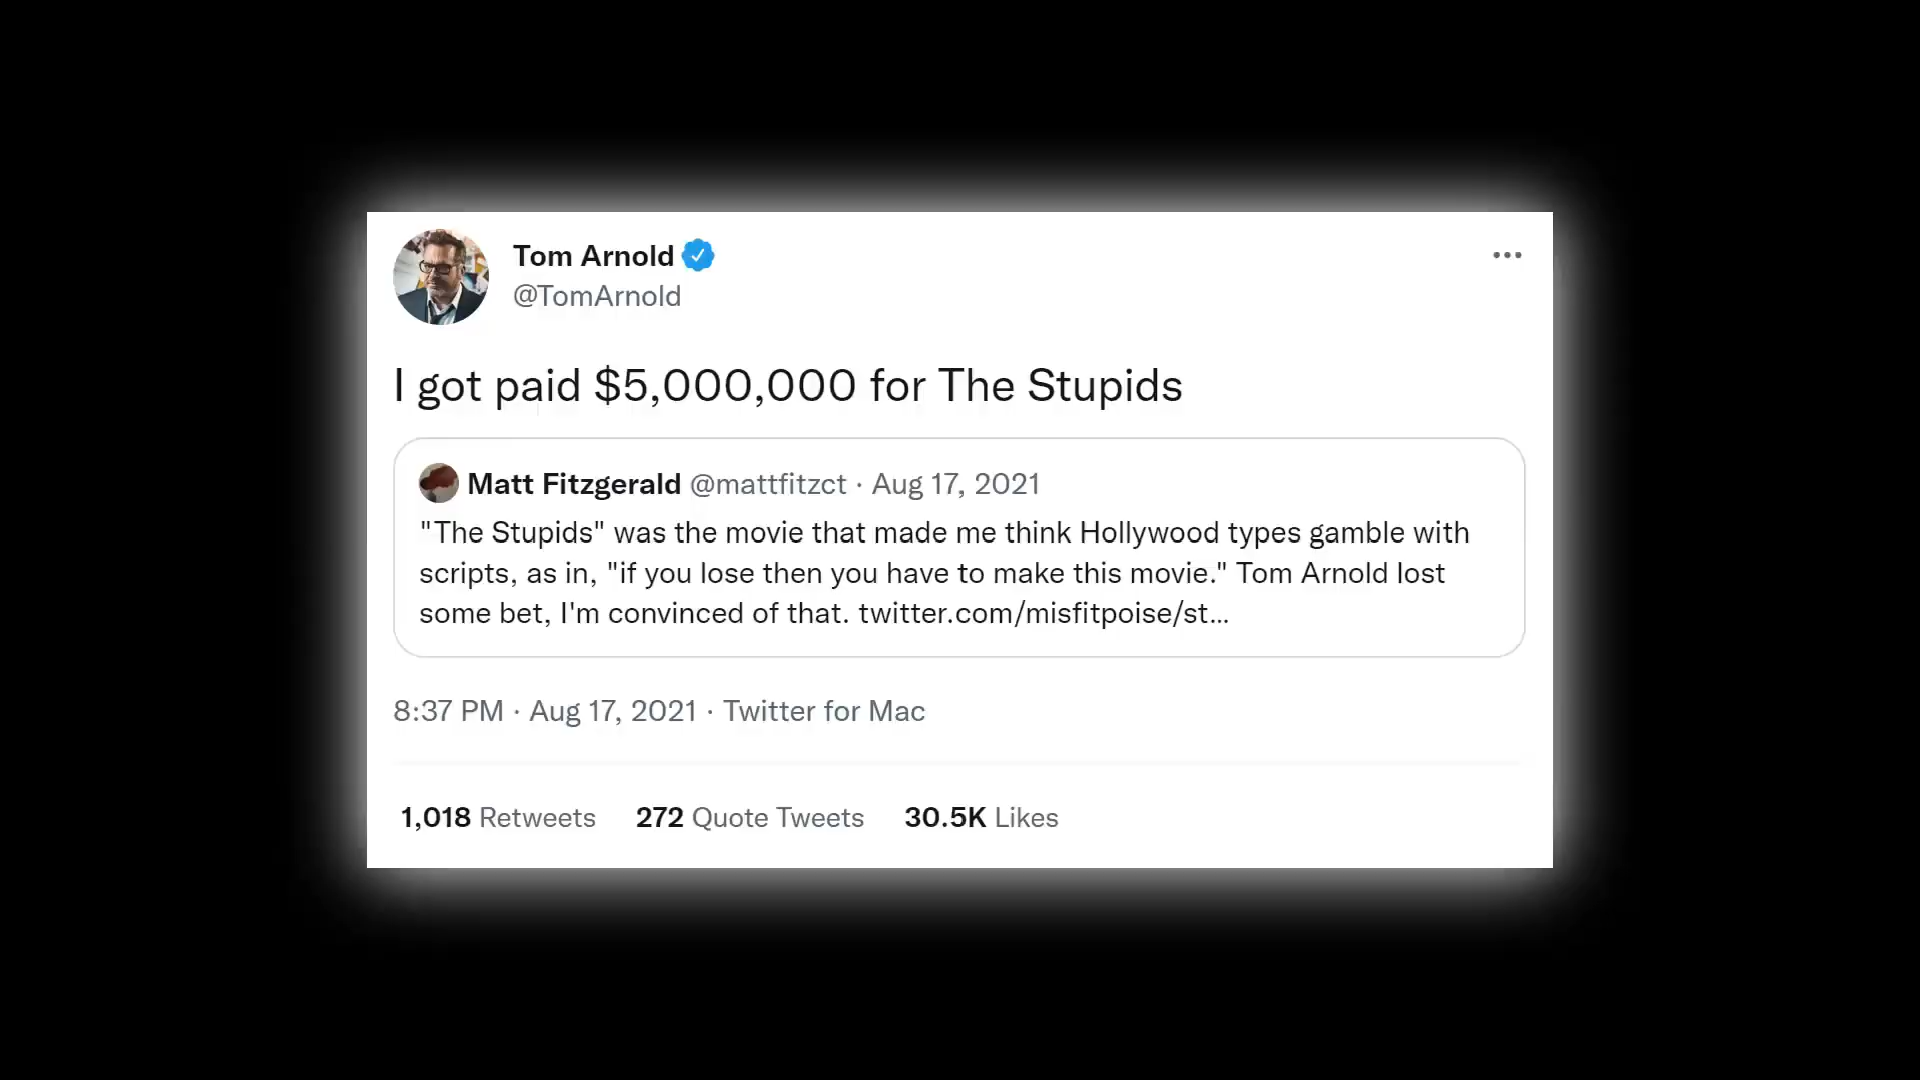 Tom Arnold
@TomArnold
I got paid $5,000,000 for The Stupids
Matt Fitzgerald @mattfitzct · Aug 17, 2021
"The Stupids" was the movie that made me think Hollywood types gamble with
scripts, as in, "if you lose then you have to make this movie." Tom Arnold lost
some bet, I'm convinced of that. twitter.com/misfitpoise/st…
8:37 PM · Aug 17, 2021 · Twitter for Mac
1,018 Retweets 272 Quote Tweets 30.5K Likes